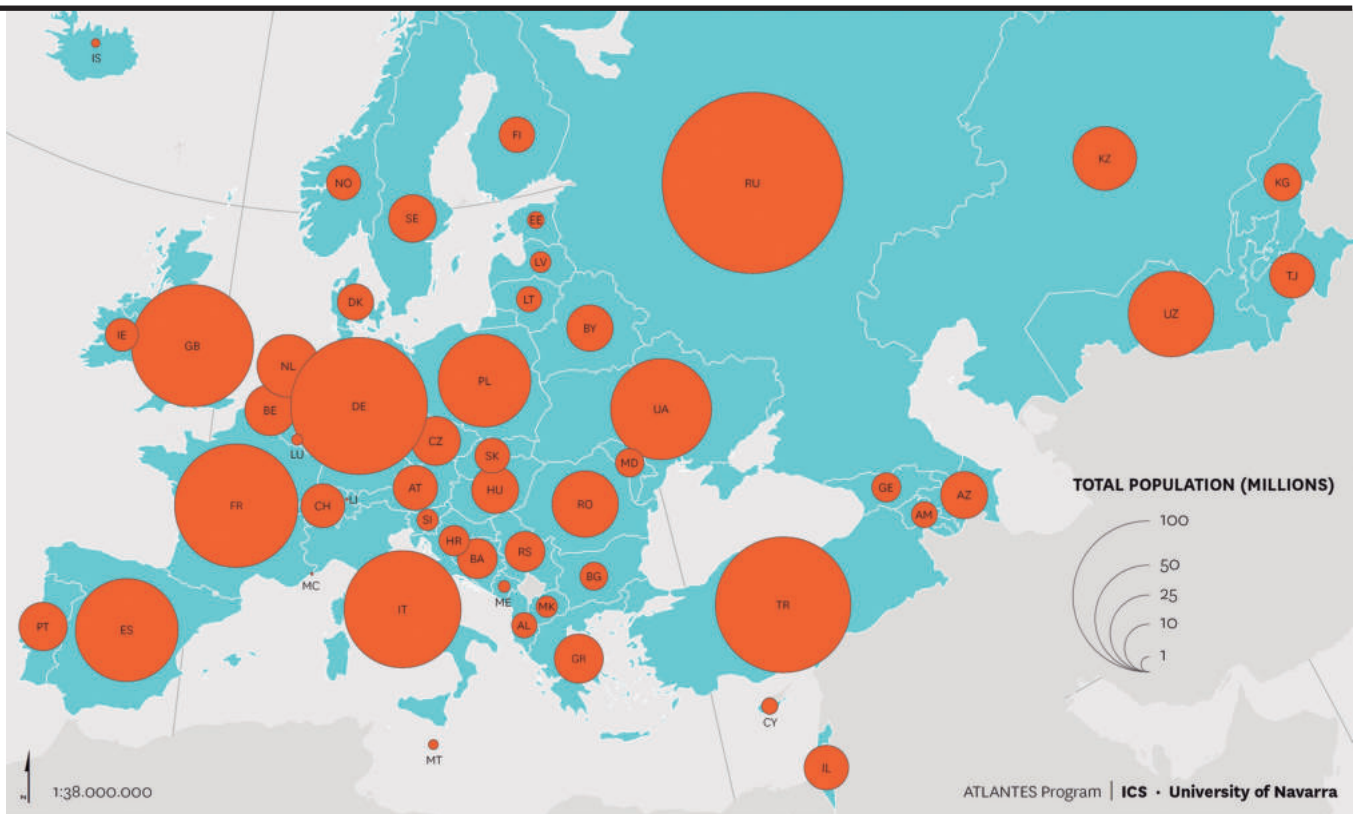 IS
FI
NO
RU
KZ
KG
SE
EE
LV
TJ
LT
DK
UZ
BY
IE
GB
NL
PL
DE
UA
BE
CZ
LU
SK
MD
AT
HU
LI
GE
AZ
FR
CH
RO
AM
SI
HR
RS
BA
BG
MC
ME
MK
TR
IT
AL
PT
ES
GR
CY
MT
IL
TOTAL POPULATION (MILLIONS)
100
50
25
10
1
N
1:38.000.000
ATLANTES Program | ICS · University of Navarra